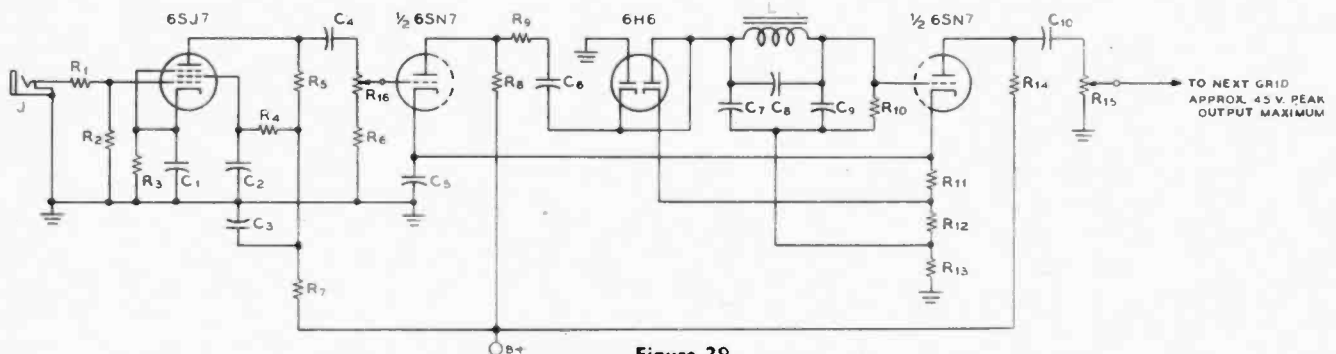 6SJ7
C4
½ 6SN7
R9
6H6
L
½ 6SN7
C10
J
R1
R2
R3
C1
R4
C2
C3
R5
R7
R16
R6
C5
R8
C6
C7
C8
C9
R10
R11
R12
R13
R14
R15
TO NEXT GRID
APPROX. 45 V. PEAK
OUTPUT MAXIMUM
B+
Figure 29